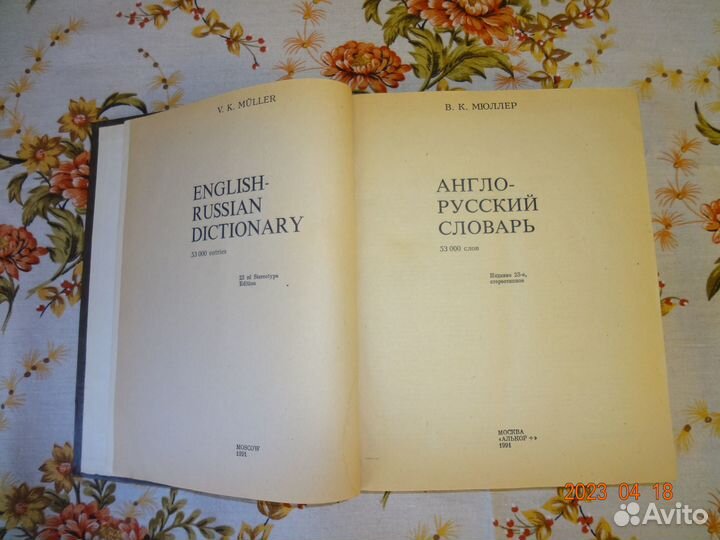 V. K. MÜLLER
ENGLISH-
RUSSIAN
DICTIONARY
53 000 entries
23 nd Stereotype
Edition
MOSCOW
1991
В. К. МЮЛЛЕР
АНГЛО-
РУССКИЙ
СЛОВАРЬ
53 000 слов
Издание 23-е,
стереотипное
МОСКВА
«АЛЬКОР +»
1991
2023 04 18
Avito